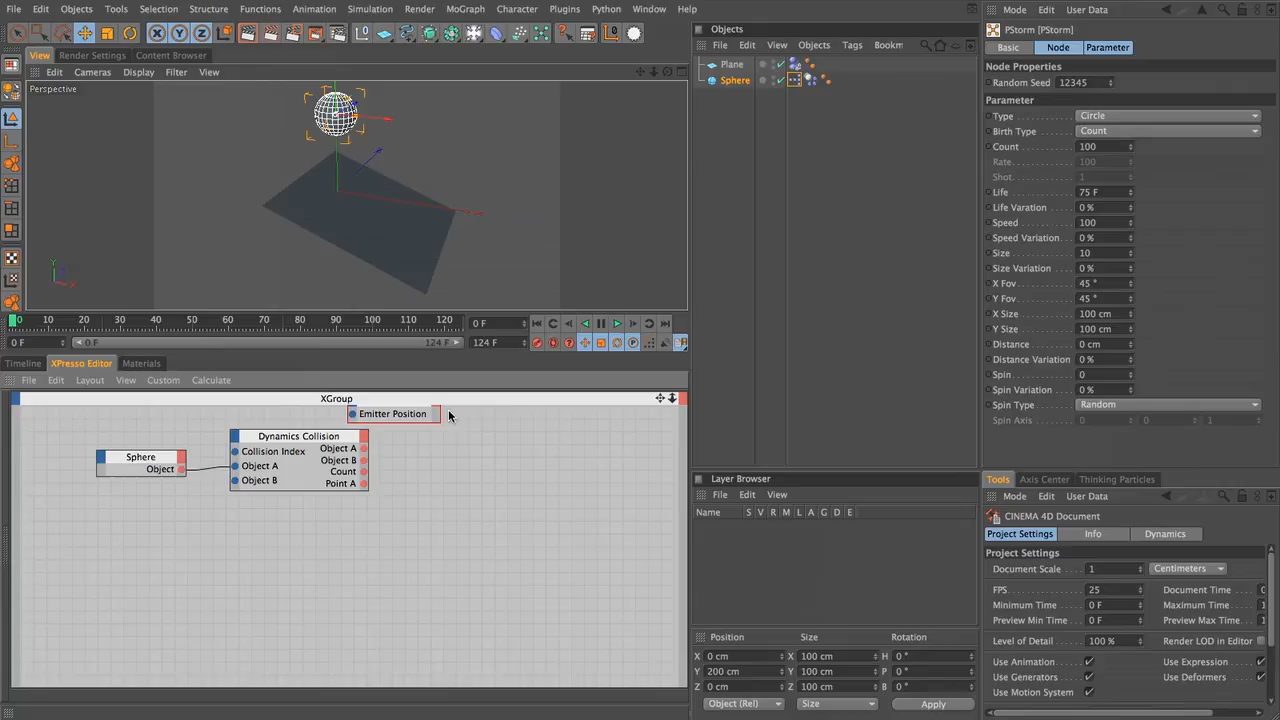 File Edit Objects Tools Selection Structure Functions Animation Simulation Render MoGraph Character Plugins Python Window Help
View Render Settings Content Browser
Edit Cameras Display Filter View
Perspective
Y
X
0 10 20 30 40 50 60 70 80 90 100 110 120 0 F
0 F 0 F 124 F 124 F
Timeline XPresso Editor Materials
File Edit Layout View Custom Calculate
XGroup
Emitter Position
Dynamics Collision
Sphere
Object
Collision Index
Object A
Object B
Object A
Object B
Count
Point A
Objects
File Edit View Objects Tags Bookm
Plane
Sphere
Layer Browser
File Edit View
Name S V R M L A G D E
Position Size Rotation
X 0 cm X 100 cm H 0 °
Y 200 cm Y 100 cm P 0 °
Z 0 cm Z 100 cm B 0 °
Object (Rel) Size Apply
Mode Edit User Data
PStorm [PStorm]
Basic Node Parameter
Node Properties
Random Seed 12345
Parameter
Type Circle
Birth Type Count
Count 100
Rate 100
Shot 1
Life 75 F
Life Varation 0 %
Speed 100
Speed Variation 0 %
Size 10
Size Variation 0 %
X Fov 45 °
Y Fov 45 °
X Size 100 cm
Y Size 100 cm
Distance 0 cm
Distance Variation 0 %
Spin 0
Spin Variation 0 %
Spin Type Random
Spin Axis 0 0 1
Tools Axis Center Thinking Particles
Mode Edit User Data
CINEMA 4D Document
Project Settings Info Dynamics
Project Settings
Document Scale 1 Centimeters
FPS 25 Document Time 0
Minimum Time 0 F Maximum Time 1
Preview Min Time 0 F Preview Max Time 1
Level of Detail 100 % Render LOD in Editor
Use Animation Use Expression
Use Generators Use Deformers
Use Motion System